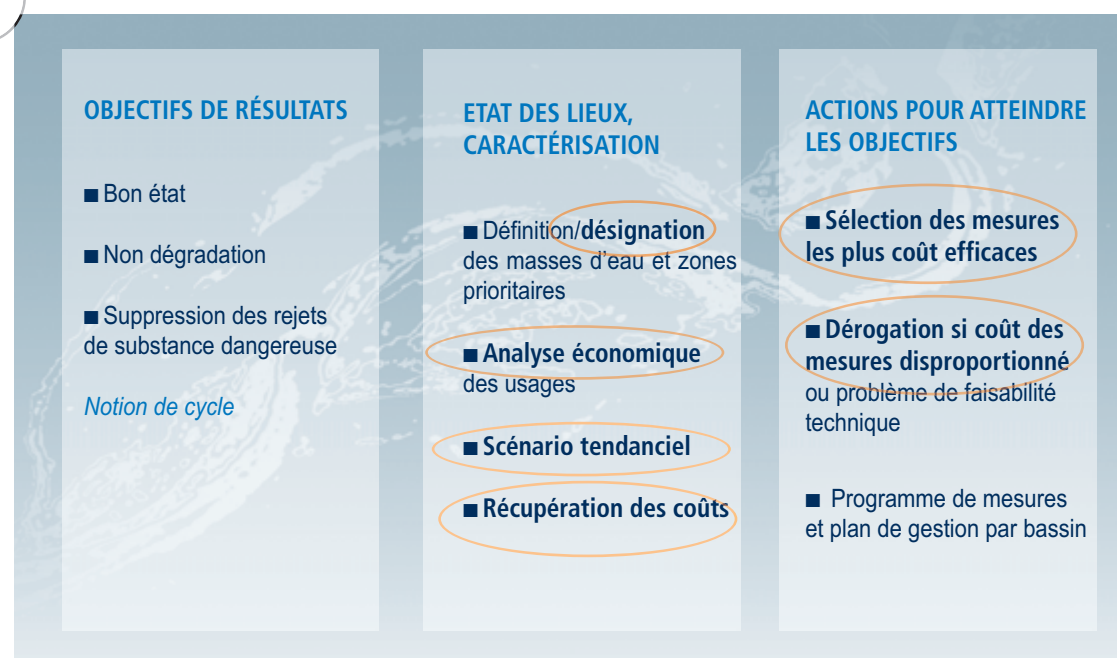 OBJECTIFS DE RÉSULTATS
■ Bon état
■ Non dégradation
■ Suppression des rejets
de substance dangereuse
Notion de cycle
ETAT DES LIEUX,
CARACTÉRISATION
■ Définition/désignation
des masses d'eau et zones
prioritaires
■ Analyse économique
des usages
■ Scénario tendanciel
■ Récupération des coûts
ACTIONS POUR ATTEINDRE
LES OBJECTIFS
■ Sélection des mesures
les plus coût efficaces
■ Dérogation si coût des
mesures disproportionné
ou problème de faisabilité
technique
■ Programme de mesures
et plan de gestion par bassin